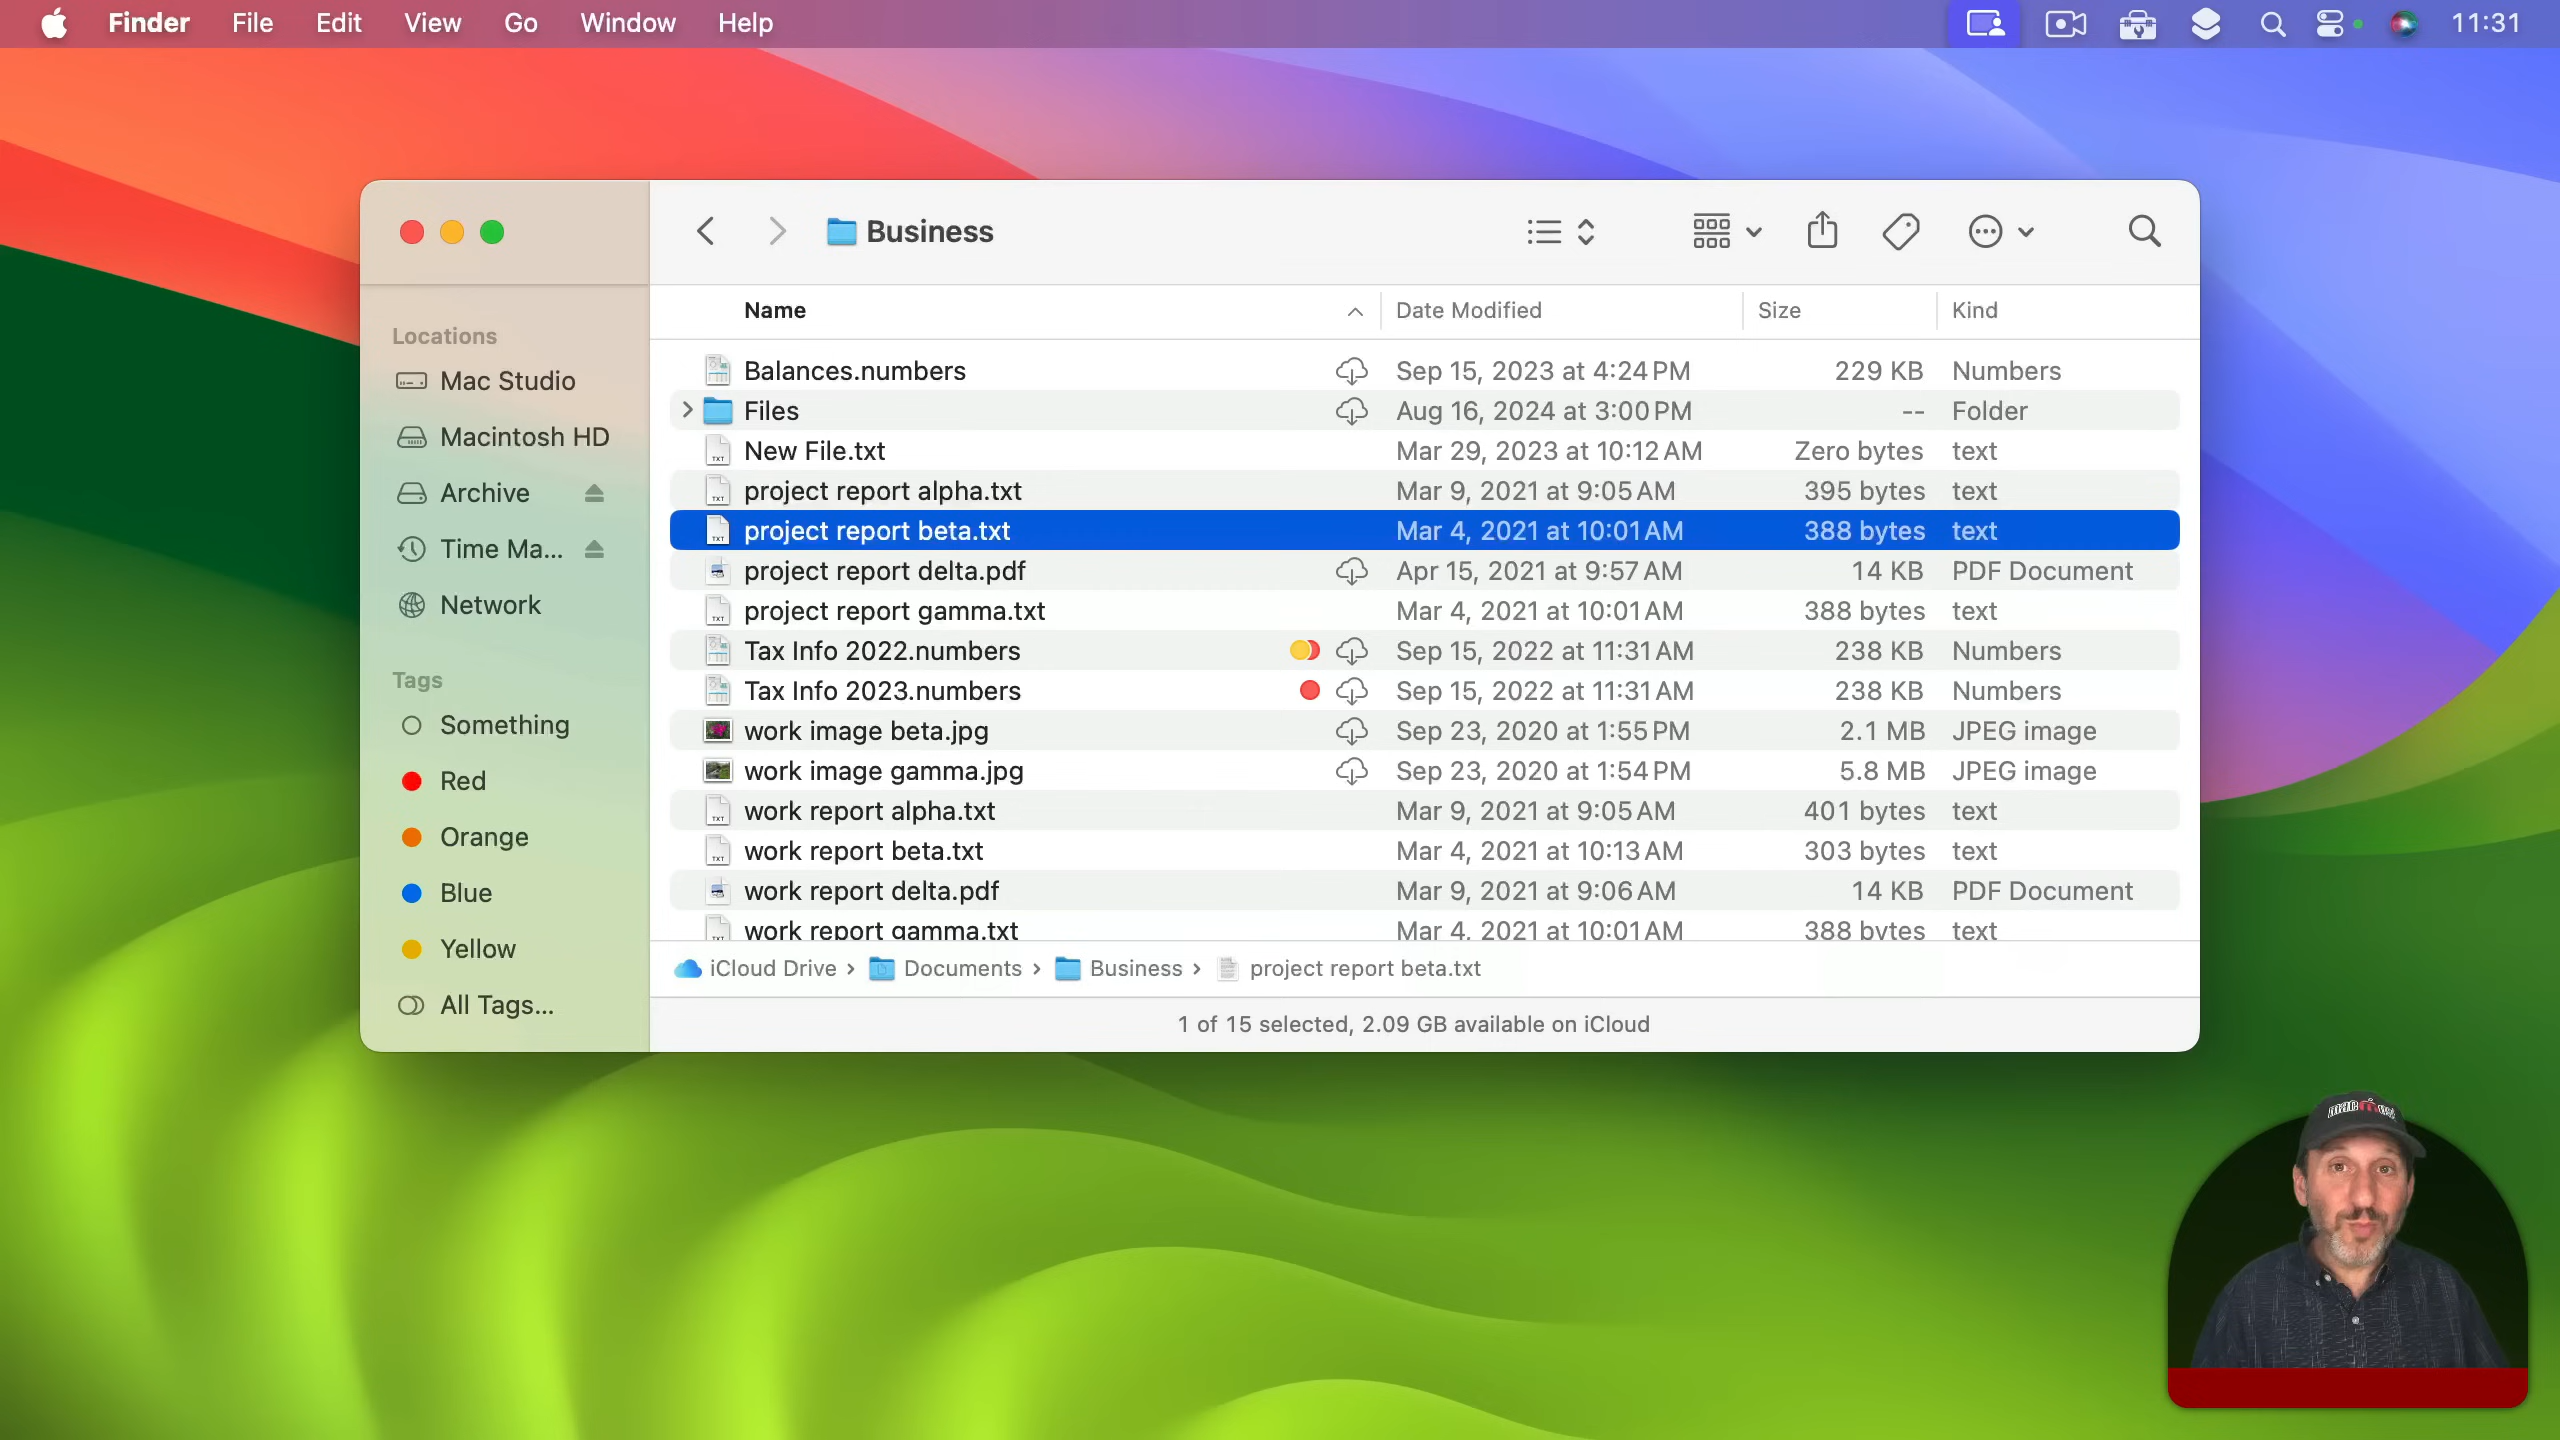 Finder File Edit View Go Window Help 11:31
Business
Name Date Modified Size Kind
Locations
Mac Studio
Macintosh HD
Archive
Time Ma...
Network
Tags
Something
Red
Orange
Blue
Yellow
All Tags...
Balances.numbers Sep 15, 2023 at 4:24 PM 229 KB Numbers
Files Aug 16, 2024 at 3:00 PM -- Folder
New File.txt Mar 29, 2023 at 10:12 AM Zero bytes text
project report alpha.txt Mar 9, 2021 at 9:05 AM 395 bytes text
project report beta.txt Mar 4, 2021 at 10:01 AM 388 bytes text
project report delta.pdf Apr 15, 2021 at 9:57 AM 14 KB PDF Document
project report gamma.txt Mar 4, 2021 at 10:01 AM 388 bytes text
Tax Info 2022.numbers Sep 15, 2022 at 11:31 AM 238 KB Numbers
Tax Info 2023.numbers Sep 15, 2022 at 11:31 AM 238 KB Numbers
work image beta.jpg Sep 23, 2020 at 1:55 PM 2.1 MB JPEG image
work image gamma.jpg Sep 23, 2020 at 1:54 PM 5.8 MB JPEG image
work report alpha.txt Mar 9, 2021 at 9:05 AM 401 bytes text
work report beta.txt Mar 4, 2021 at 10:13 AM 303 bytes text
work report delta.pdf Mar 9, 2021 at 9:06 AM 14 KB PDF Document
work report gamma.txt Mar 4, 2021 at 10:01 AM 388 bytes text
iCloud Drive › Documents › Business › project report beta.txt
1 of 15 selected, 2.09 GB available on iCloud